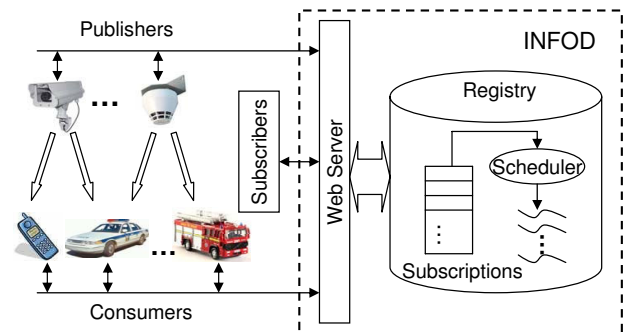 Publishers
INFOD
Registry
Subscribers
Web Server
Scheduler
Subscriptions
Consumers